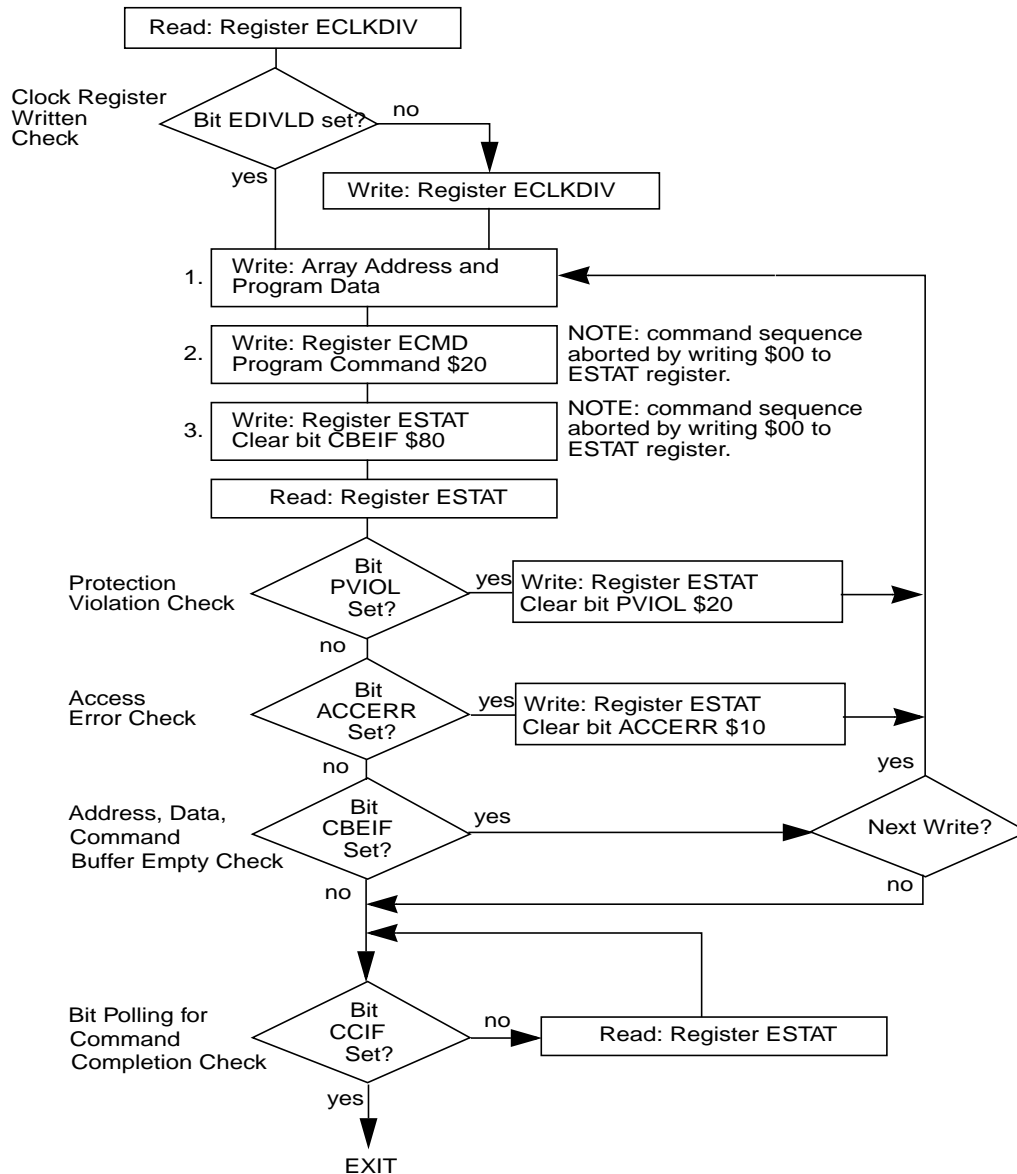 Read: Register ECLKDIV
Clock Register
Written
Check
Bit EDIVLD set?
no
yes
Write: Register ECLKDIV
1.
Write: Array Address and
Program Data
2.
Write: Register ECMD
Program Command $20
NOTE: command sequence
aborted by writing $00 to
ESTAT register.
3.
Write: Register ESTAT
Clear bit CBEIF $80
NOTE: command sequence
aborted by writing $00 to
ESTAT register.
Read: Register ESTAT
Protection
Violation Check
Bit
PVIOL
Set?
yes
Write: Register ESTAT
Clear bit PVIOL $20
no
Access
Error Check
Bit
ACCERR
Set?
yes
Write: Register ESTAT
Clear bit ACCERR $10
no
yes
Address, Data,
Command
Buffer Empty Check
Bit
CBEIF
Set?
yes
Next Write?
no
no
Bit Polling for
Command
Completion Check
Bit
CCIF
Set?
no
Read: Register ESTAT
yes
EXIT